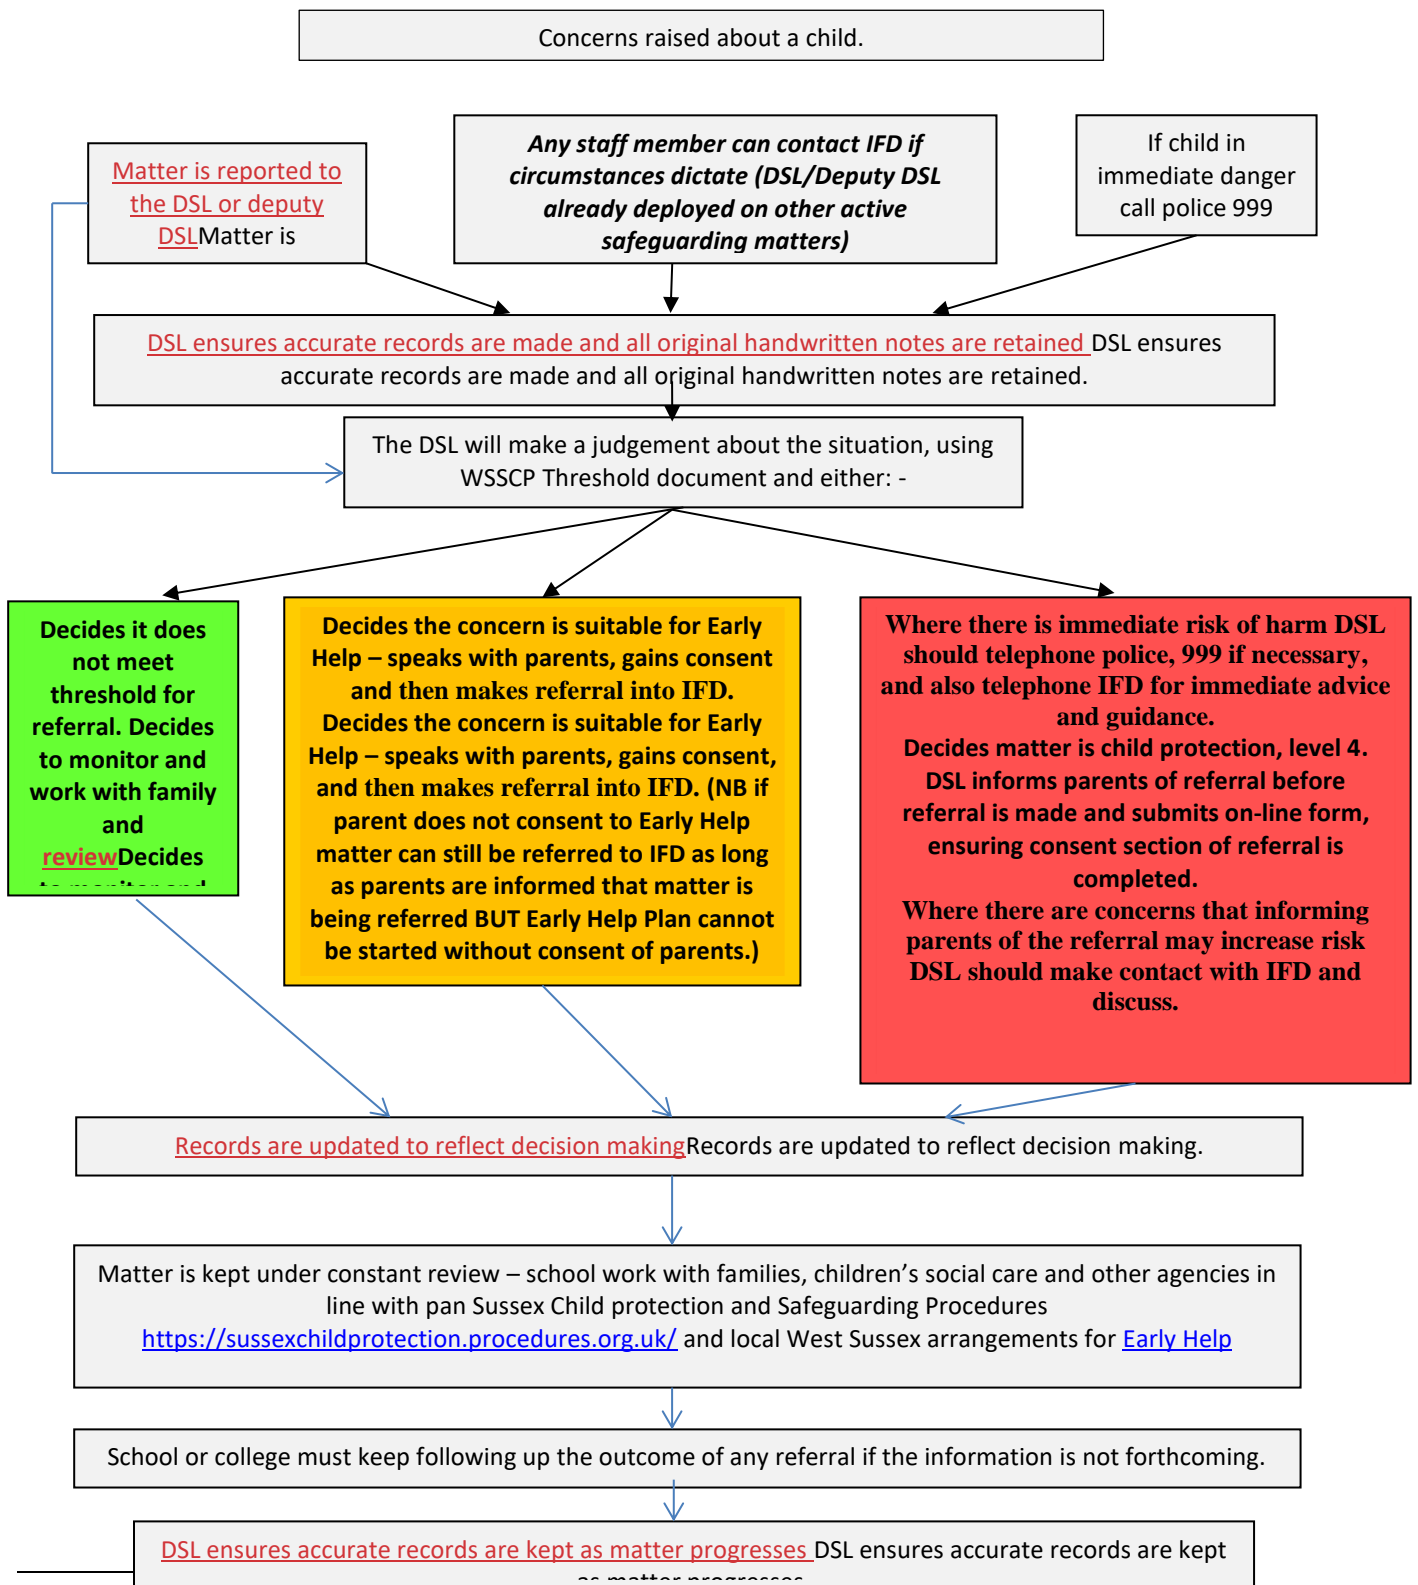 Concerns raised about a child.
Matter is reported to
the DSL or deputy
DSLMatter is
Any staff member can contact IFD if
circumstances dictate (DSL/Deputy DSL
already deployed on other active
safeguarding matters)
If child in
immediate danger
call police 999
DSL ensures accurate records are made and all original handwritten notes are retained DSL ensures
accurate records are made and all original handwritten notes are retained.
The DSL will make a judgement about the situation, using
WSSCP Threshold document and either: -
Decides it does
not meet
threshold for
referral. Decides
to monitor and
work with family
and
reviewDecides
to monitor and
Decides the concern is suitable for Early
Help – speaks with parents, gains consent
and then makes referral into IFD.
Decides the concern is suitable for Early
Help – speaks with parents, gains consent,
and then makes referral into IFD. (NB if
parent does not consent to Early Help
matter can still be referred to IFD as long
as parents are informed that matter is
being referred BUT Early Help Plan cannot
be started without consent of parents.)
Where there is immediate risk of harm DSL
should telephone police, 999 if necessary,
and also telephone IFD for immediate advice
and guidance.
Decides matter is child protection, level 4.
DSL informs parents of referral before
referral is made and submits on-line form,
ensuring consent section of referral is
completed.
Where there are concerns that informing
parents of the referral may increase risk
DSL should make contact with IFD and
discuss.
Records are updated to reflect decision makingRecords are updated to reflect decision making.
Matter is kept under constant review – school work with families, children’s social care and other agencies in
line with pan Sussex Child protection and Safeguarding Procedures
https://sussexchildprotection.procedures.org.uk/ and local West Sussex arrangements for Early Help
School or college must keep following up the outcome of any referral if the information is not forthcoming.
DSL ensures accurate records are kept as matter progresses DSL ensures accurate records are kept
as matter progresses